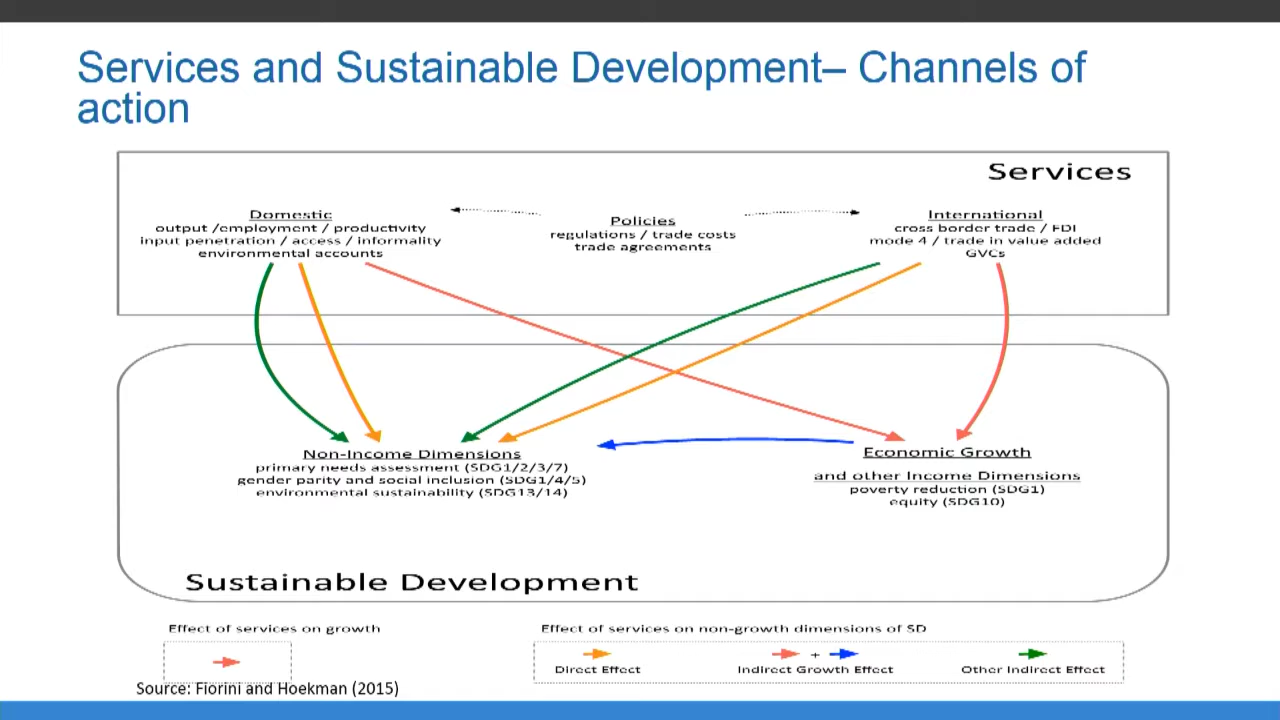 Services and Sustainable Development– Channels of
action
Services
Domestic
output /employment / productivity
input penetration / access / informality
environmental accounts
Policies
regulations / trade costs
trade agreements
International
cross border trade / FDI
mode 4 / trade in value added
GVCs
Non-Income Dimensions
primary needs assessment (SDG1/2/3/7)
gender parity and social inclusion (SDG1/4/5)
environmental sustainability (SDG13/14)
Economic Growth
and other Income Dimensions
poverty reduction (SDG1)
equity (SDG10)
Sustainable Development
Effect of services on growth
Effect of services on non-growth dimensions of SD
+
Direct Effect
Indirect Growth Effect
Other Indirect Effect
Source: Fiorini and Hoekman (2015)